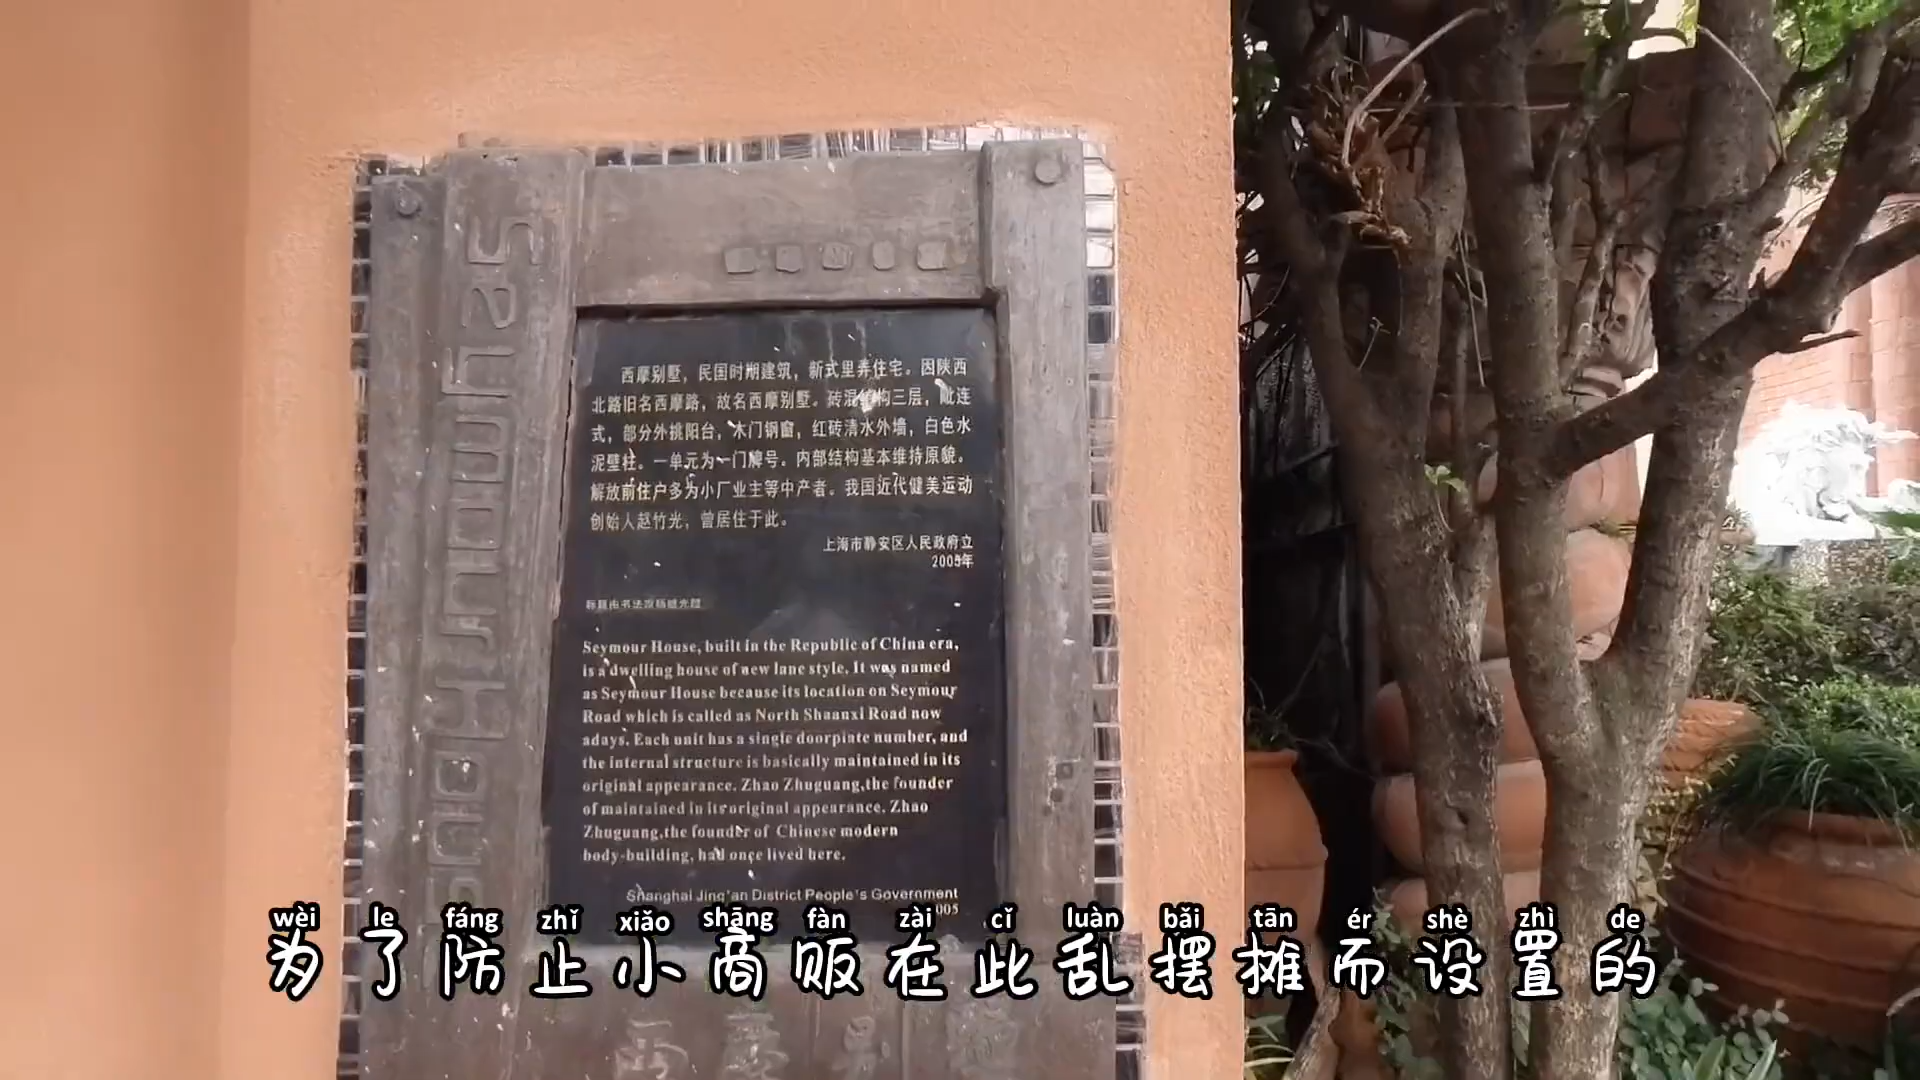 Seymour House
西摩别墅，民国时期建筑，新式里弄住宅。因陕西
北路旧名西摩路，故名西摩别墅。砖混结构三层，毗连
式，部分外挑阳台，木门钢窗，红砖清水外墙，白色水
泥壁柱。一单元为一门牌号。内部结构基本维持原貌。
解放前住户多为小厂业主等中产者。我国近代健美运动
创始人赵竹光，曾居住于此。
上海市静安区人民政府立
2005年
Seymour House, built in the Republic of China era,
is a dwelling house of new lane style. It was named
as Seymour House because its location on Seymour
Road which is called as North Shaanxi Road now
adays. Each unit has a single doorplate number, and
the internal structure is basically maintained in its
original appearance. Zhao Zhuguang,the founder
of maintained in its original appearance. Zhao
Zhuguang,the founder of Chinese modern
body-building, had once lived here.
Shanghai Jing'an District People's Government
2005
wèi le fáng zhǐ xiǎo shāng fàn zài cǐ luàn bǎi tān ér shè zhì de
为了防止小商贩在此乱摆摊而设置的
西摩别墅